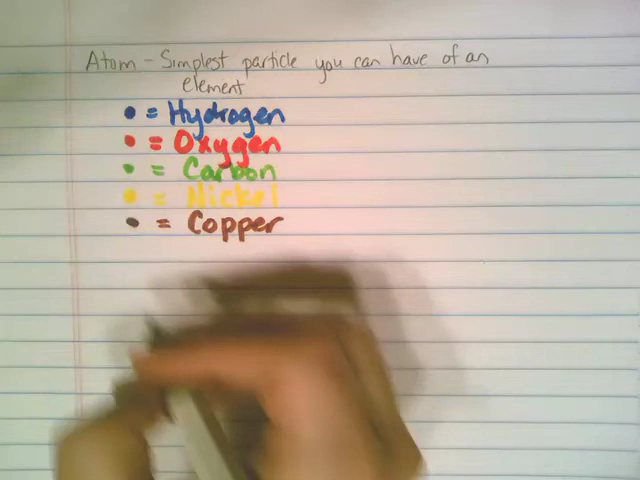 Atom - Simplest particle you can have of an
element
• = Hydrogen
• = Oxygen
• = Carbon
• = Nickel
• = Copper